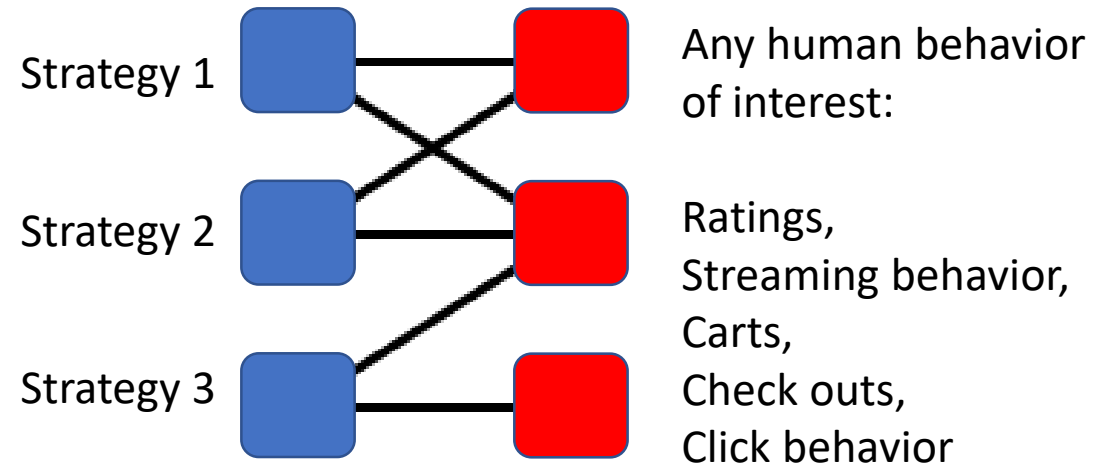 Strategy 1
Strategy 2
Strategy 3
Any human behavior
of interest:
Ratings,
Streaming behavior,
Carts,
Check outs,
Click behavior